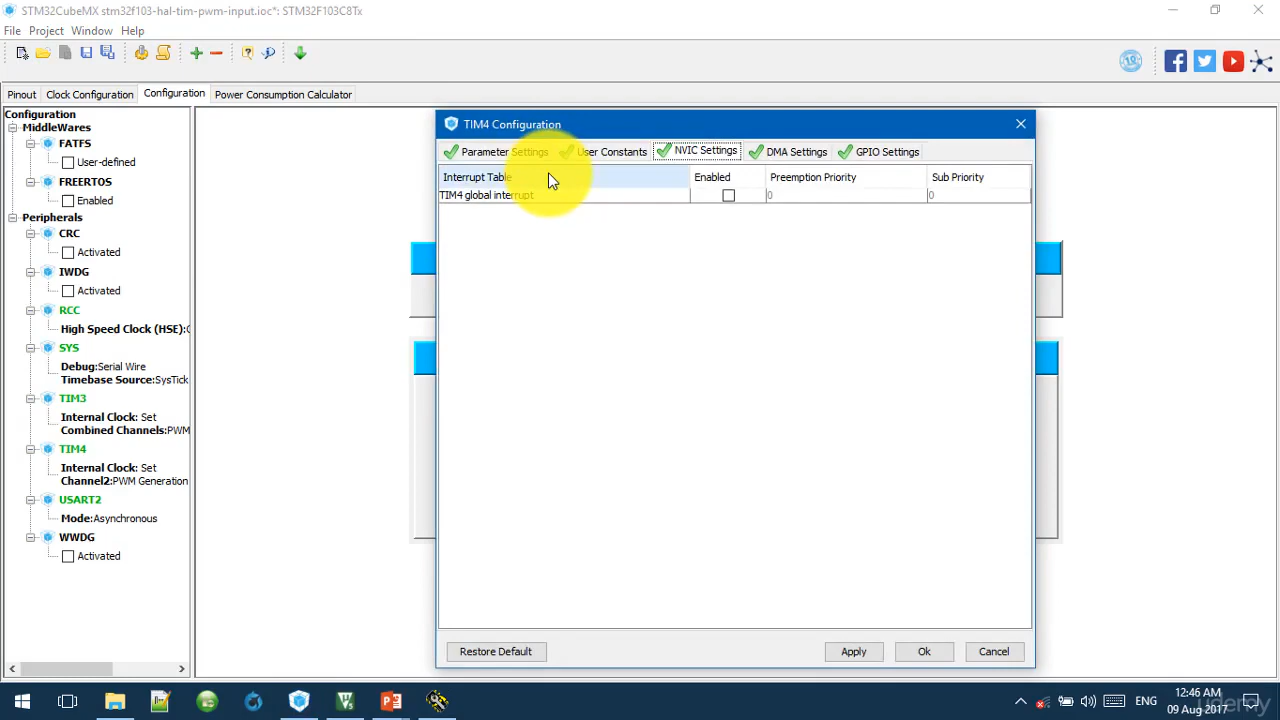 STM32CubeMX stm32f103-hal-tim-pwm-input.ioc*: STM32F103C8Tx
File Project Window Help
19
Pinout Clock Configuration Configuration Power Consumption Calculator
Configuration
MiddleWares
FATFS
User-defined
FREERTOS
Enabled
Peripherals
CRC
Activated
IWDG
Activated
RCC
High Speed Clock (HSE):C
SYS
Debug:Serial Wire
Timebase Source:SysTick
TIM3
Internal Clock: Set
Combined Channels:PWM
TIM4
Internal Clock: Set
Channel2:PWM Generation
USART2
Mode:Asynchronous
WWDG
Activated
TIM4 Configuration
Parameter Settings User Constants NVIC Settings DMA Settings GPIO Settings
Interrupt Table Enabled Preemption Priority Sub Priority
TIM4 global interrupt 0 0
Restore Default Apply Ok Cancel
ENG
12:46 AM
09 Aug 2017
udemy